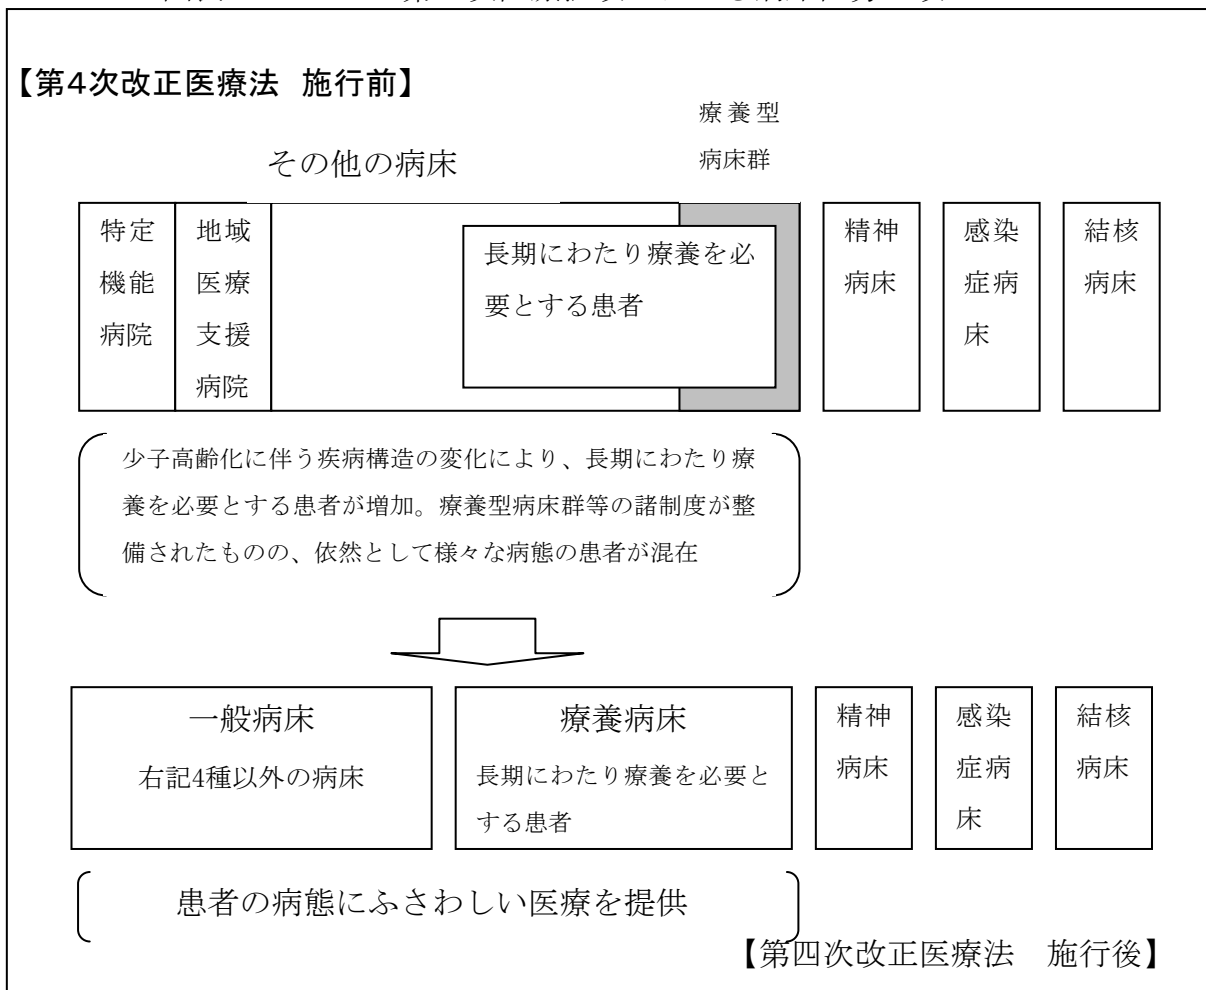 【第4次改正医療法　施行前】
療養型
病床群
その他の病床
特定
機能
病院
地域
医療
支援
病院
長期にわたり療養を必
要とする患者
精神
病床
感染
症病
床
結核
病床
少子高齢化に伴う疾病構造の変化により、長期にわたり療
養を必要とする患者が増加。療養型病床群等の諸制度が整
備されたものの、依然として様々な病態の患者が混在
一般病床
右記4種以外の病床
療養病床
長期にわたり療養を必要と
する患者
精神
病床
感染
症病
床
結核
病床
患者の病態にふさわしい医療を提供
【第四次改正医療法　施行後】